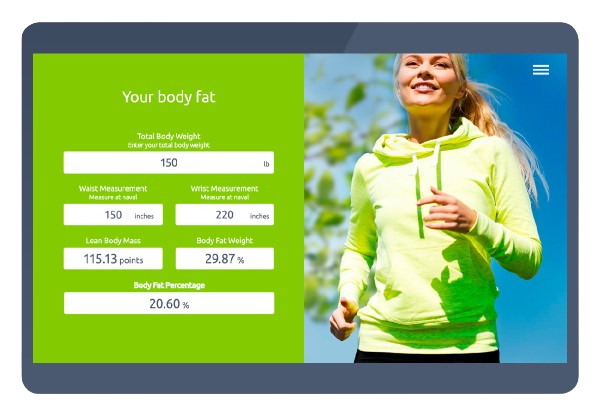 Your body fat
Total Body Weight
Enter your total body weight
150 lb
Waist Measurement Wrist Measurement
Measure at naval Measure at naval
150 inches 220 inches
Lean Body Mass Body Fat Weight
115.13 points 29.87 %
Body Fat Percentage
20.60 %